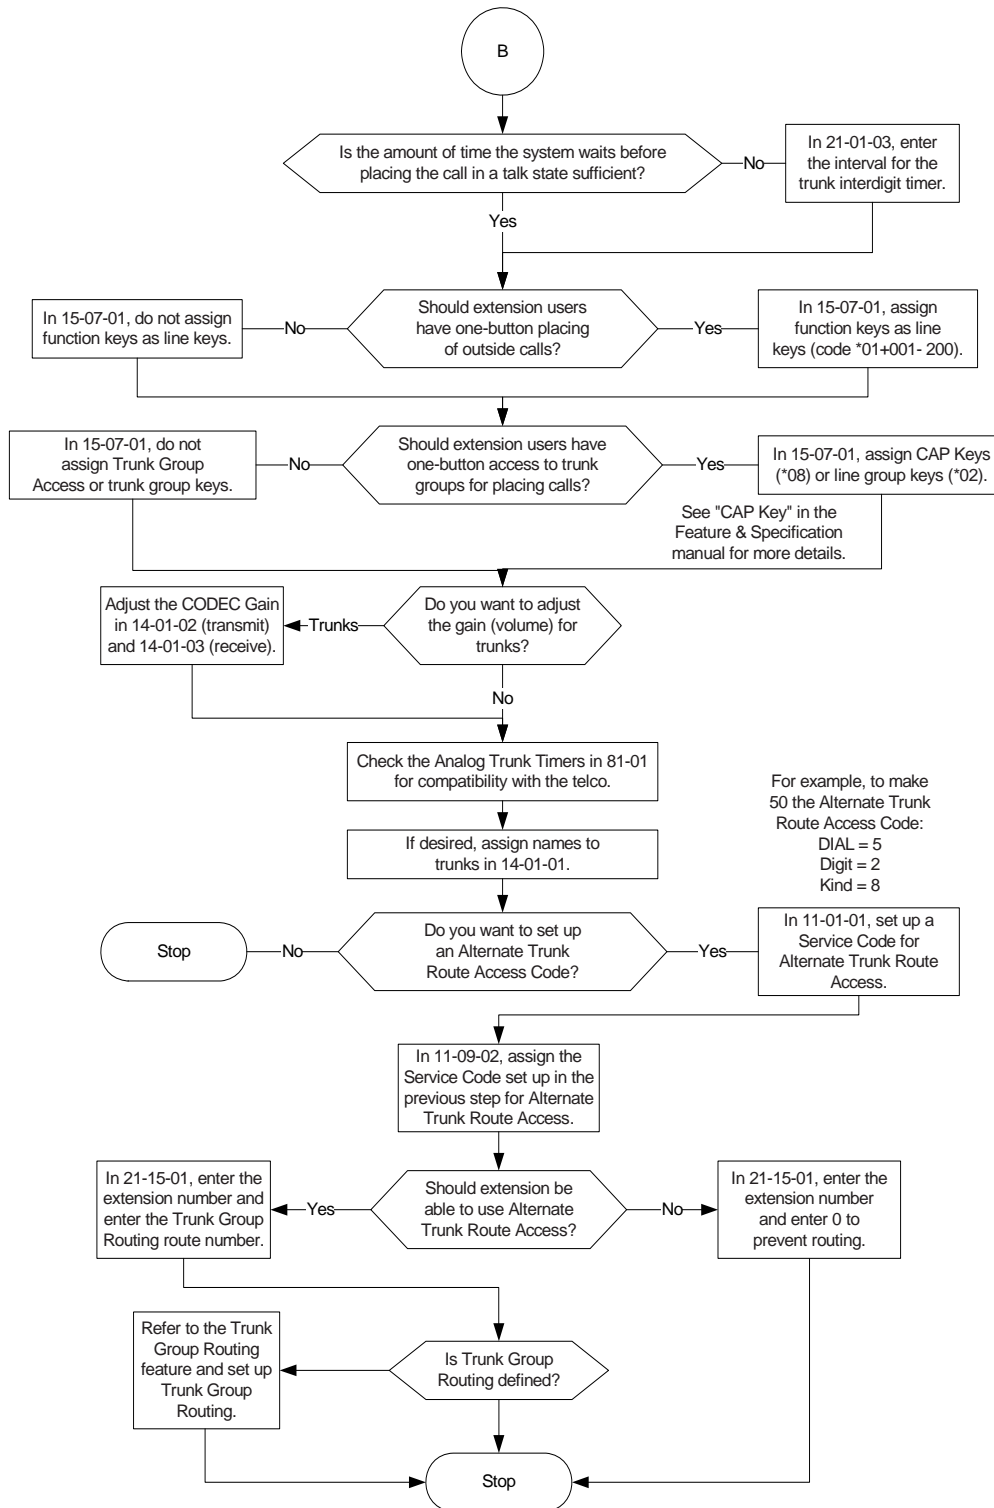 B
Is the amount of time the system waits before
placing the call in a talk state sufficient?
No
In 21-01-03, enter
the interval for the
trunk interdigit timer.
Yes
In 15-07-01, do not assign
function keys as line keys.
No
Should extension users
have one-button placing
of outside calls?
Yes
In 15-07-01, assign
function keys as line
keys (code *01+001- 200).
In 15-07-01, do not
assign Trunk Group
Access or trunk group keys.
No
Should extension users have
one-button access to trunk
groups for placing calls?
Yes
In 15-07-01, assign CAP Keys
(*08) or line group keys (*02).
See "CAP Key" in the
Feature & Specification
manual for more details.
Adjust the CODEC Gain
in 14-01-02 (transmit)
and 14-01-03 (receive).
Trunks
Do you want to adjust
the gain (volume) for
trunks?
No
Check the Analog Trunk Timers in 81-01
for compatibility with the telco.
For example, to make
50 the Alternate Trunk
Route Access Code:
DIAL = 5
Digit = 2
Kind = 8
If desired, assign names to
trunks in 14-01-01.
Stop
No
Do you want to set up
an Alternate Trunk
Route Access Code?
Yes
In 11-01-01, set up a
Service Code for
Alternate Trunk Route
Access.
In 11-09-02, assign the
Service Code set up in the
previous step for Alternate
Trunk Route Access.
In 21-15-01, enter the
extension number and
enter the Trunk Group
Routing route number.
Yes
Should extension be
able to use Alternate
Trunk Route Access?
No
In 21-15-01, enter the
extension number
and enter 0 to
prevent routing.
Refer to the Trunk
Group Routing
feature and set up
Trunk Group
Routing.
Is Trunk Group
Routing defined?
Stop